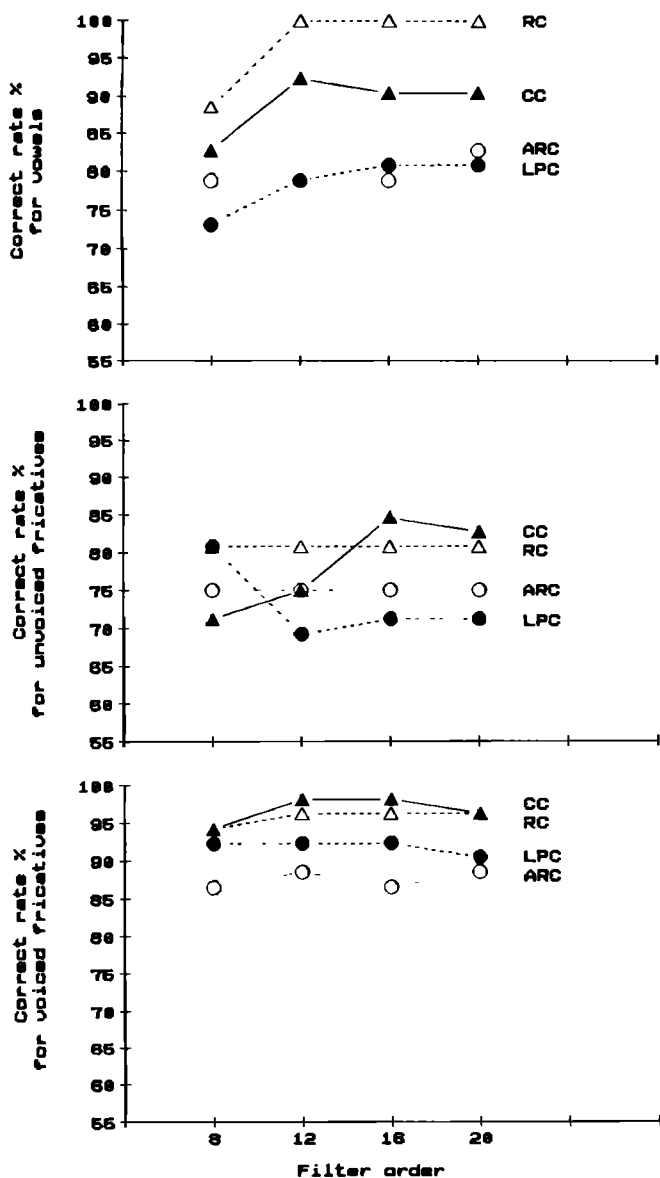 Correct rate %
for vowels
100
95
90
85
80
75
70
65
60
55
RC
CC
ARC
LPC
Correct rate %
for unvoiced fricatives
100
95
90
85
80
75
70
65
60
55
CC
RC
ARC
LPC
Correct rate %
for voiced fricatives
100
95
90
85
80
75
70
65
60
55
CC
RC
LPC
ARC
8 12 16 20
Filter order